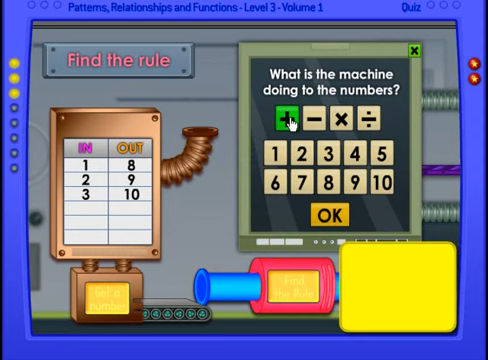 Patterns, Relationships and Functions - Level 3 - Volume 1
Quiz
Find the rule
What is the machine
doing to the numbers?
+ − × ÷
1 2 3 4 5
6 7 8 9 10
OK
IN OUT
1 8
2 9
3 10
Get a
number
Find
the Rule